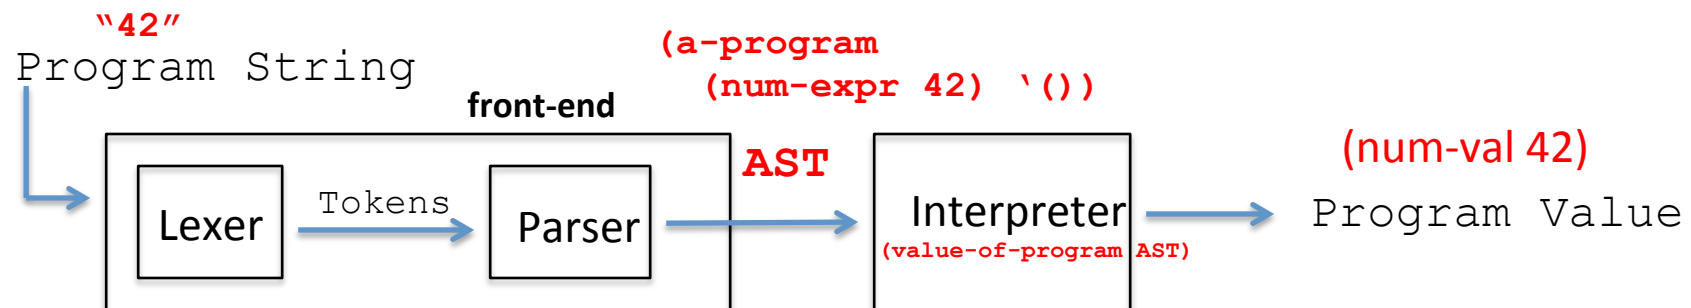 “42”
Program String
(a-program
(num-expr 42) ‘())
front-end
AST
Lexer
Tokens
Parser
Interpreter
(value-of-program AST)
(num-val 42)
Program Value